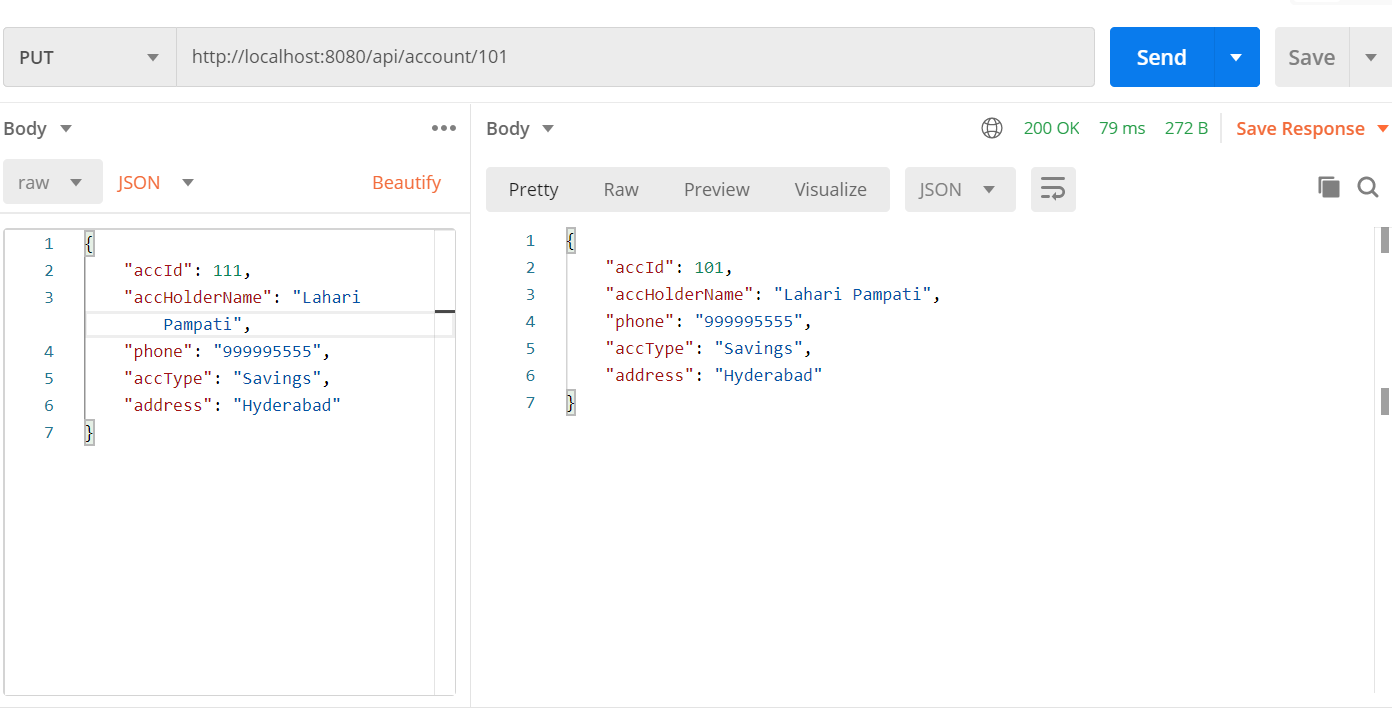 PUT http://localhost:8080/api/account/101 Send Save
Body ••• Body 200 OK 79 ms 272 B Save Response
raw JSON Beautify
Pretty Raw Preview Visualize JSON
1 {
2 "accId": 111,
3 "accHolderName": "Lahari
Pampati",
4 "phone": "999995555",
5 "accType": "Savings",
6 "address": "Hyderabad"
7 }
1 {
2 "accId": 101,
3 "accHolderName": "Lahari Pampati",
4 "phone": "999995555",
5 "accType": "Savings",
6 "address": "Hyderabad"
7 }